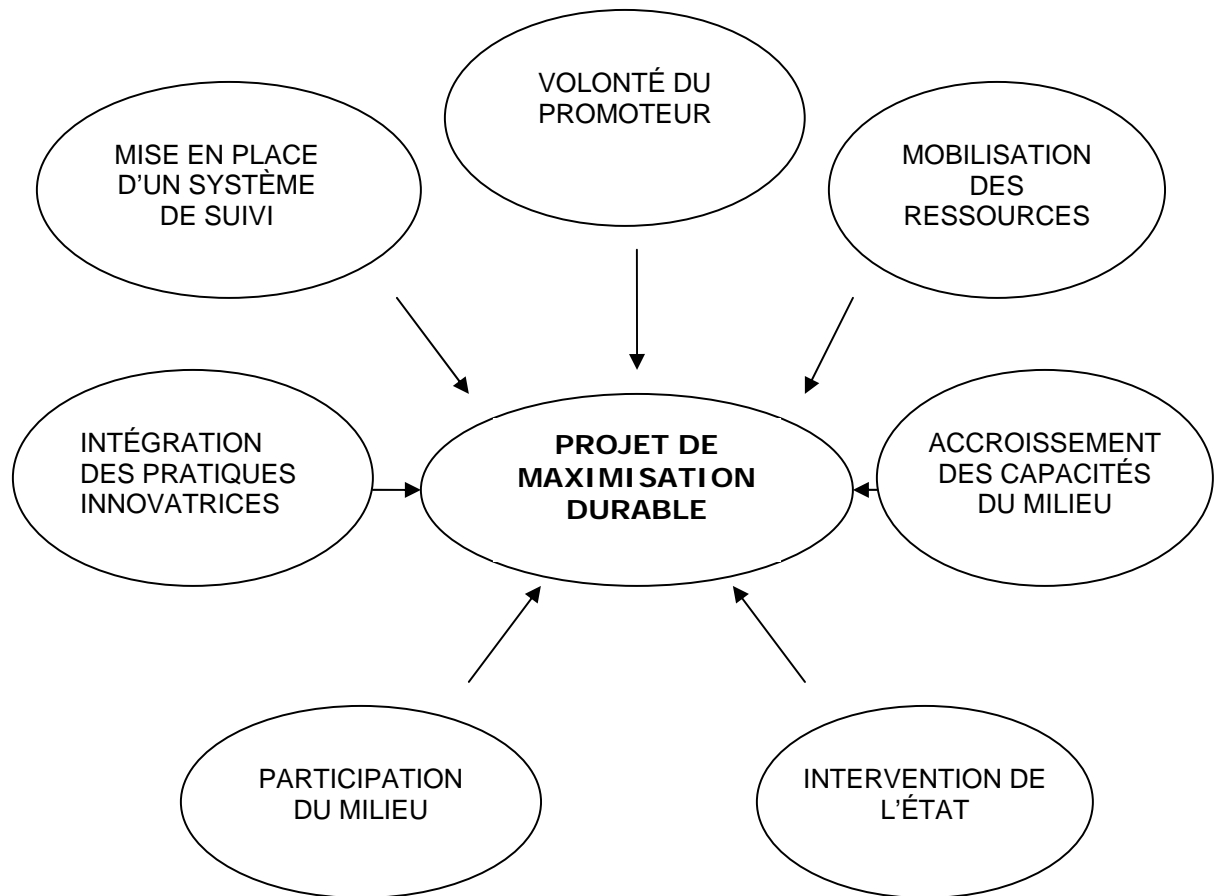 VOLONTÉ DU
PROMOTEUR
MISE EN PLACE
D'UN SYSTÈME
DE SUIVI
MOBILISATION
DES
RESSOURCES
INTÉGRATION
DES PRATIQUES
INNOVATRICES
PROJET DE
MAXIMISATION
DURABLE
ACCROISSEMENT
DES CAPACITÉS
DU MILIEU
PARTICIPATION
DU MILIEU
INTERVENTION DE
L'ÉTAT